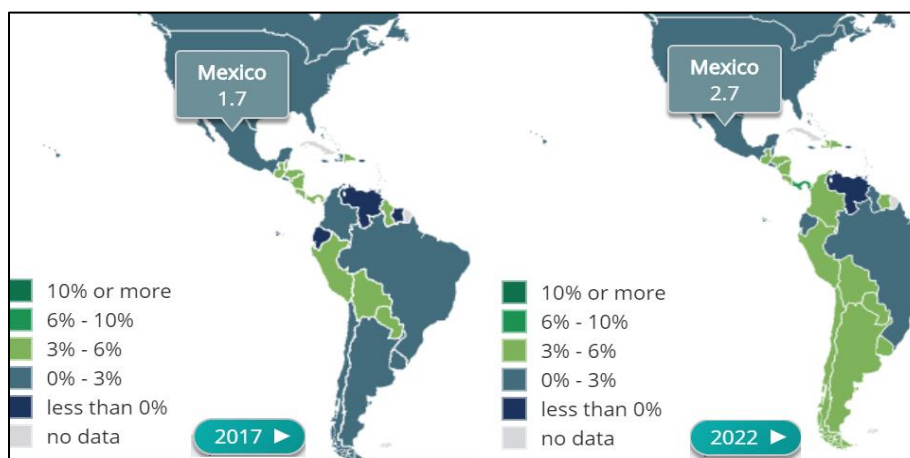 Mexico
1.7
10% or more
6% - 10%
3% - 6%
0% - 3%
less than 0%
no data
2017
Mexico
2.7
10% or more
6% - 10%
3% - 6%
0% - 3%
less than 0%
no data
2022